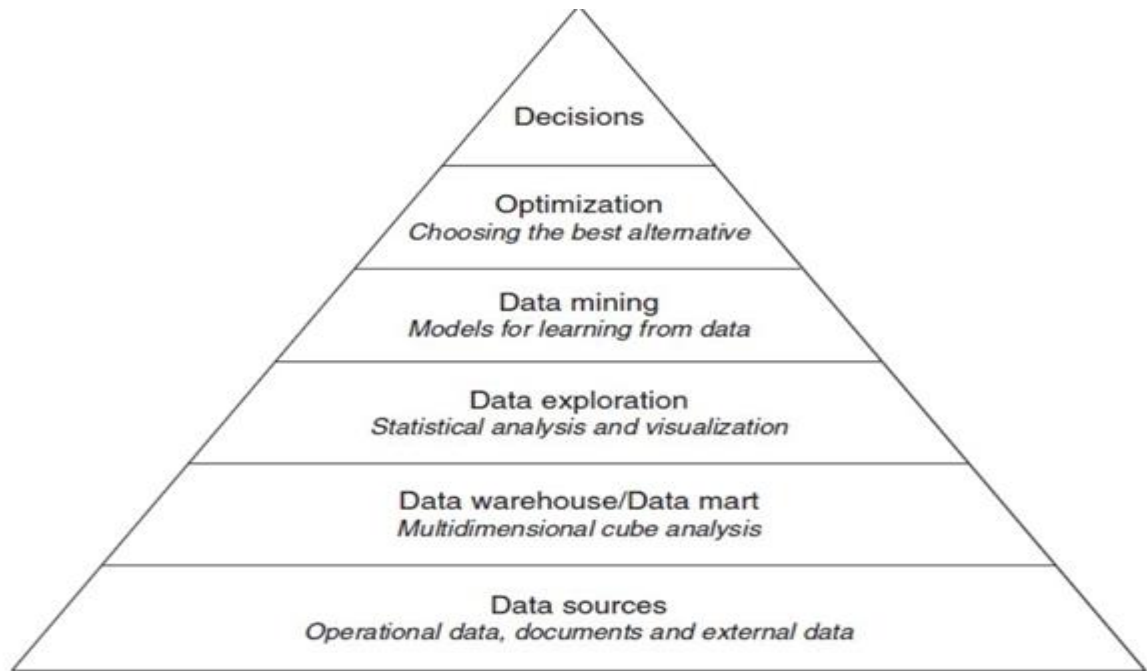 Decisions
Optimization
Choosing the best alternative
Data mining
Models for learning from data
Data exploration
Statistical analysis and visualization
Data warehouse/Data mart
Multidimensional cube analysis
Data sources
Operational data, documents and external data